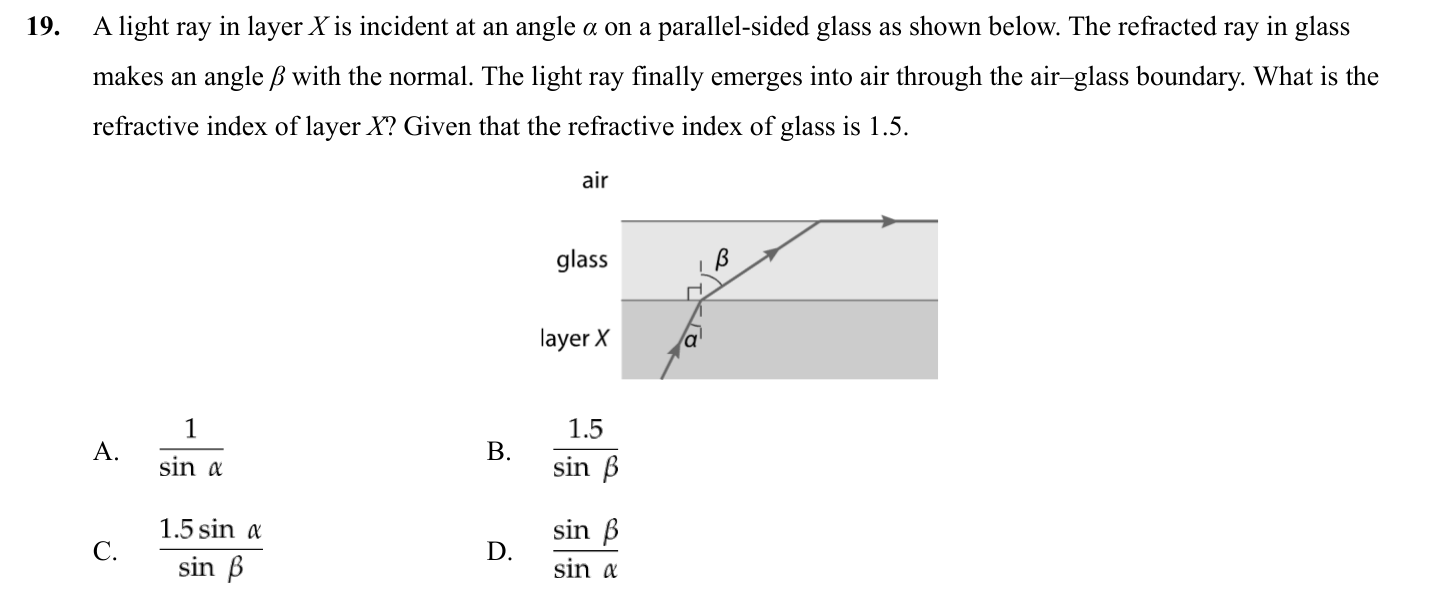 19. A light ray in layer X is incident at an angle α on a parallel-sided glass as shown below. The refracted ray in glass
makes an angle β with the normal. The light ray finally emerges into air through the air–glass boundary. What is the
refractive index of layer X? Given that the refractive index of glass is 1.5.
air
glass
β
layer X
α
A. 1/sin α
B. 1.5/sin β
C. 1.5 sin α/sin β
D. sin β/sin α